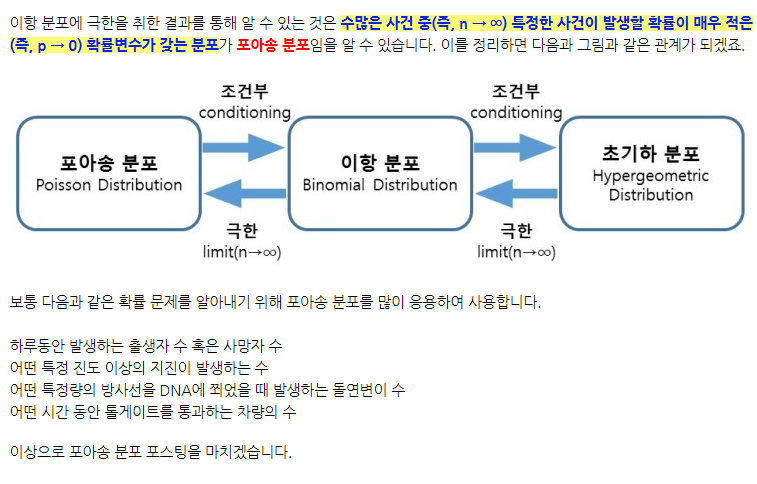 이항 분포에 극한을 취한 결과를 통해 알 수 있는 것은 수많은 사건 중(즉, n → ∞) 특정한 사건이 발생할 확률이 매우 적은
(즉, p → 0) 확률변수가 갖는 분포가 포아송 분포임을 알 수 있습니다. 이를 정리하면 다음과 그림과 같은 관계가 되겠죠.
조건부
conditioning
조건부
conditioning
포아송 분포
Poisson Distribution
이항 분포
Binomial Distribution
초기하 분포
Hypergeometric
Distribution
극한
limit(n→∞)
극한
limit(n→∞)
보통 다음과 같은 확률 문제를 알아내기 위해 포아송 분포를 많이 응용하여 사용합니다.
하루동안 발생하는 출생자 수 혹은 사망자 수
어떤 특정 진도 이상의 지진이 발생하는 수
어떤 특정량의 방사선을 DNA에 쬐었을 때 발생하는 돌연변이 수
어떤 시간 동안 톨게이트를 통과하는 차량의 수
이상으로 포아송 분포 포스팅을 마치겠습니다.